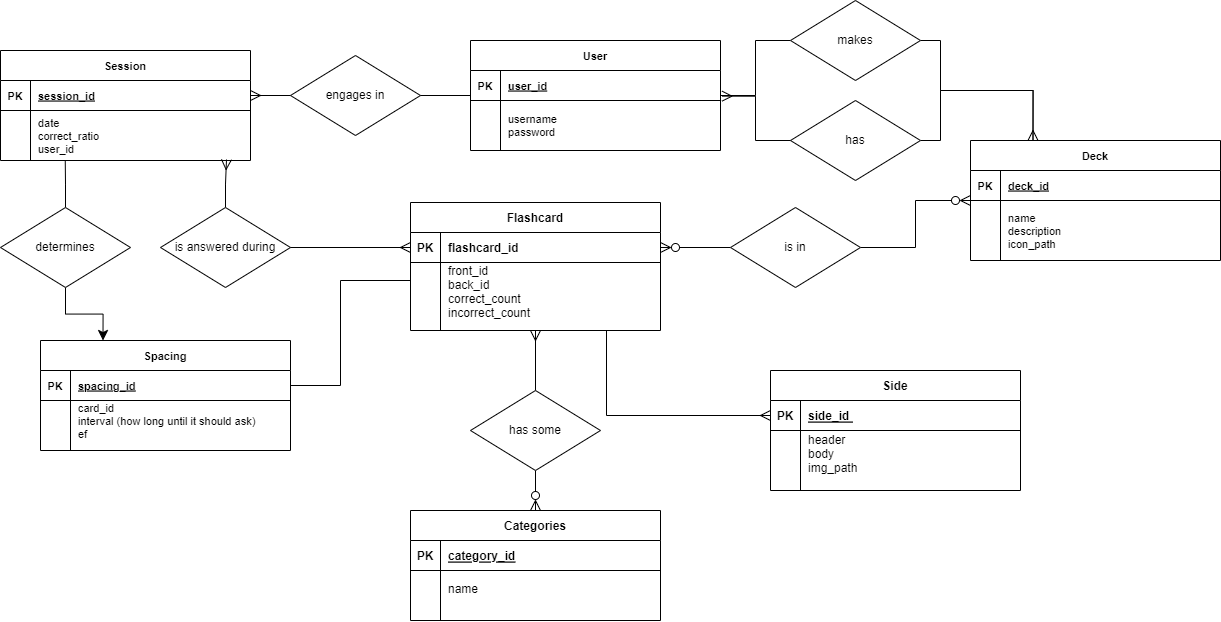 makes
User
PK user_id
username
password
engages in
Session
PK session_id
date
correct_ratio
user_id
has
Deck
PK deck_id
name
description
icon_path
determines
is answered during
Flashcard
PK flashcard_id
front_id
back_id
correct_count
incorrect_count
is in
Spacing
PK spacing_id
card_id
interval (how long until it should ask)
ef
has some
Side
PK side_id
header
body
img_path
Categories
PK category_id
name